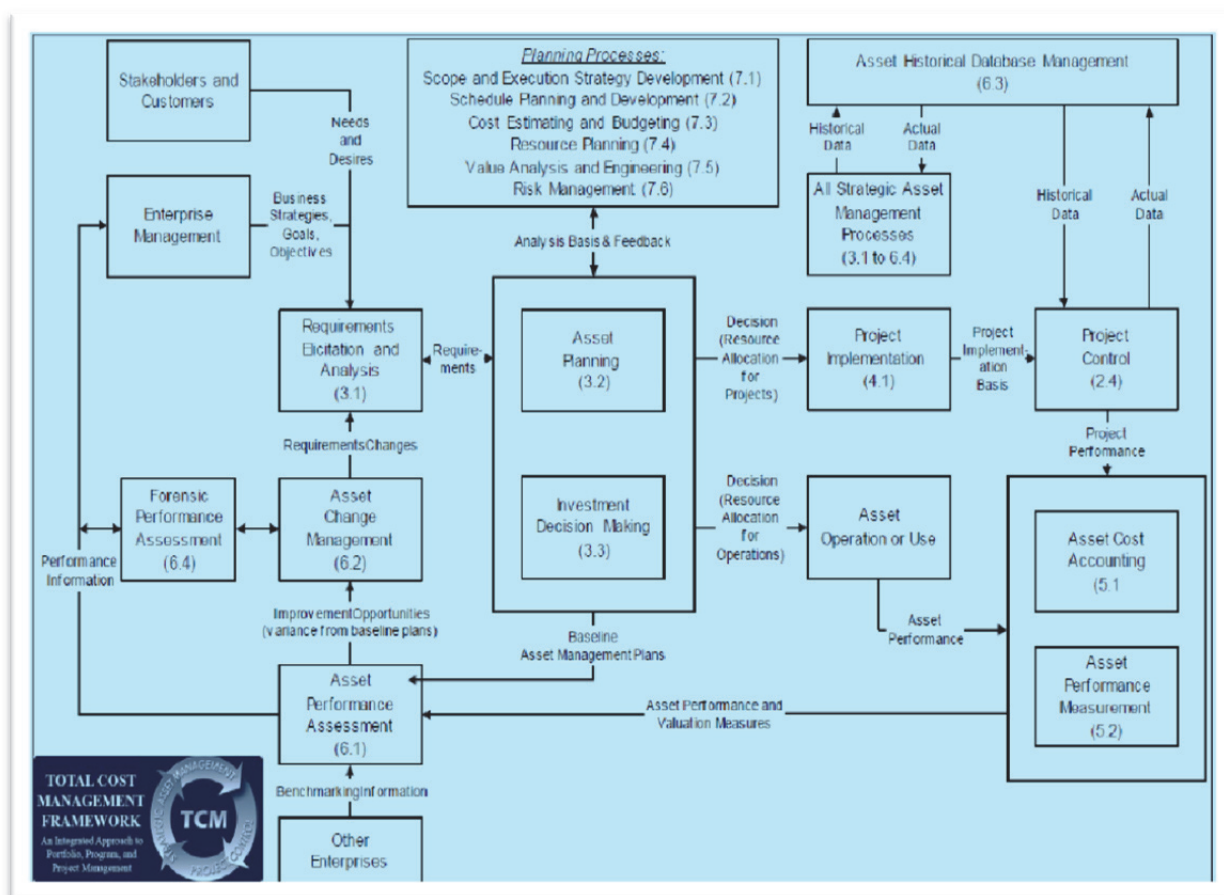 Stakeholders and
Customers
Needs
and
Desires
Enterprise
Management
Business
Strategies,
Goals,
Objectives
Planning Processes:
Scope and Execution Strategy Development (7.1)
Schedule Planning and Development (7.2)
Cost Estimating and Budgeting (7.3)
Resource Planning (7.4)
Value Analysis and Engineering (7.5)
Risk Management (7.6)
Analysis Basis & Feedback
Asset Historical Database Management
(6.3)
Historical
Data
Actual
Data
All Strategic Asset
Management
Processes
(3.1 to 6.4)
Historical
Data
Actual
Data
Requirements
Elicitation and
Analysis
(3.1)
Require-
ments
Asset
Planning
(3.2)
Decision
(Resource
Allocation
for
Projects)
Project
Implementation
(4.1)
Project
Implement-
ation
Basis
Project
Control
(2.4)
Project
Performance
Requirements Changes
Forensic
Performance
Assessment
(6.4)
Asset
Change
Management
(6.2)
Investment
Decision Making
(3.3)
Decision
(Resource
Allocation
for
Operations)
Asset
Operation or Use
Asset Cost
Accounting
(5.1
Performance
Information
Improvement Opportunities
(variance from baseline plans)
Baseline
Asset Management Plans
Asset
Performance
Asset
Performance
Measurement
(5.2)
Asset
Performance
Assessment
(6.1)
Asset Performance and
Valuation Measures
Benchmarking Information
Other
Enterprises
TOTAL COST
MANAGEMENT
FRAMEWORK
An Integrated Approach to
Portfolio, Program, and
Project Management
STRATEGIC ASSET MANAGEMENT
TCM
PROJECT CONTROL